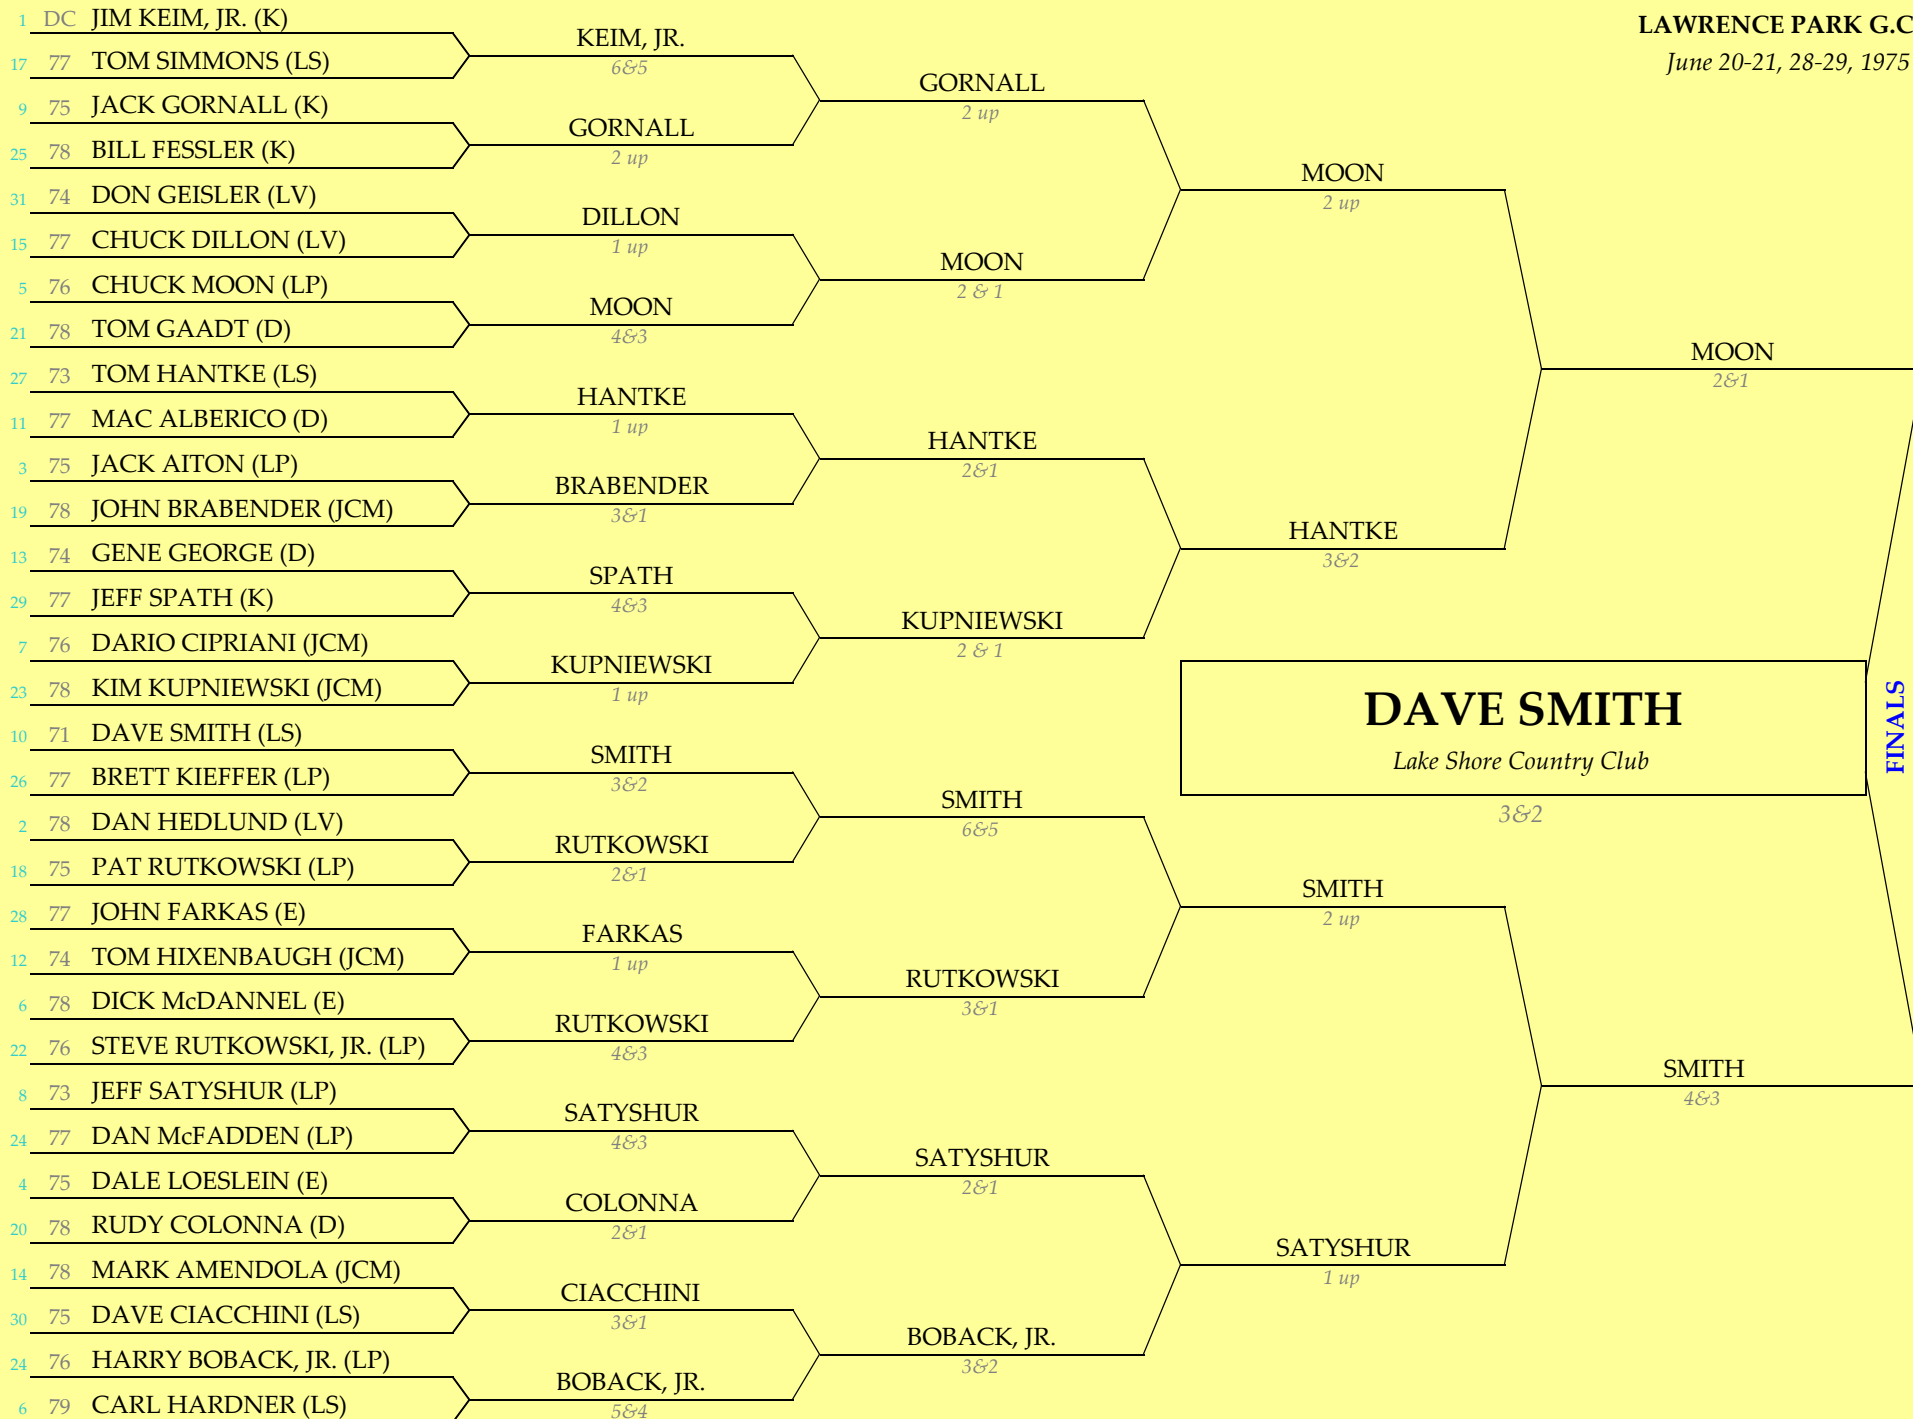 LAWRENCE PARK G.C
June 20-21, 28-29, 1975
1 DC JIM KEIM, JR. (K)
17 77 TOM SIMMONS (LS)
9 75 JACK GORNALL (K)
25 78 BILL FESSLER (K)
31 74 DON GEISLER (LV)
15 77 CHUCK DILLON (LV)
5 76 CHUCK MOON (LP)
21 78 TOM GAADT (D)
27 73 TOM HANTKE (LS)
11 77 MAC ALBERICO (D)
3 75 JACK AITON (LP)
19 78 JOHN BRABENDER (JCM)
13 74 GENE GEORGE (D)
29 77 JEFF SPATH (K)
7 76 DARIO CIPRIANI (JCM)
23 78 KIM KUPNIEWSKI (JCM)
10 71 DAVE SMITH (LS)
26 77 BRETT KIEFFER (LP)
2 78 DAN HEDLUND (LV)
18 75 PAT RUTKOWSKI (LP)
28 77 JOHN FARKAS (E)
12 74 TOM HIXENBAUGH (JCM)
6 78 DICK McDANNEL (E)
22 76 STEVE RUTKOWSKI, JR. (LP)
8 73 JEFF SATYSHUR (LP)
24 77 DAN McFADDEN (LP)
4 75 DALE LOESLEIN (E)
20 78 RUDY COLONNA (D)
14 78 MARK AMENDOLA (JCM)
30 75 DAVE CIACCHINI (LS)
24 76 HARRY BOBACK, JR. (LP)
6 79 CARL HARDNER (LS)
KEIM, JR.
6&5
GORNALL
2 up
DILLON
1 up
MOON
4&3
HANTKE
1 up
BRABENDER
3&1
SPATH
4&3
KUPNIEWSKI
1 up
SMITH
3&2
RUTKOWSKI
2&1
FARKAS
1 up
RUTKOWSKI
4&3
SATYSHUR
4&3
COLONNA
2&1
CIACCHINI
3&1
BOBACK, JR.
5&4
GORNALL
2 up
MOON
2 & 1
HANTKE
2&1
KUPNIEWSKI
2 & 1
SMITH
6&5
RUTKOWSKI
3&1
SATYSHUR
2&1
BOBACK, JR.
3&2
MOON
2 up
HANTKE
3&2
SMITH
2 up
SATYSHUR
1 up
MOON
2&1
SMITH
4&3
DAVE SMITH
Lake Shore Country Club
3&2
FINALS